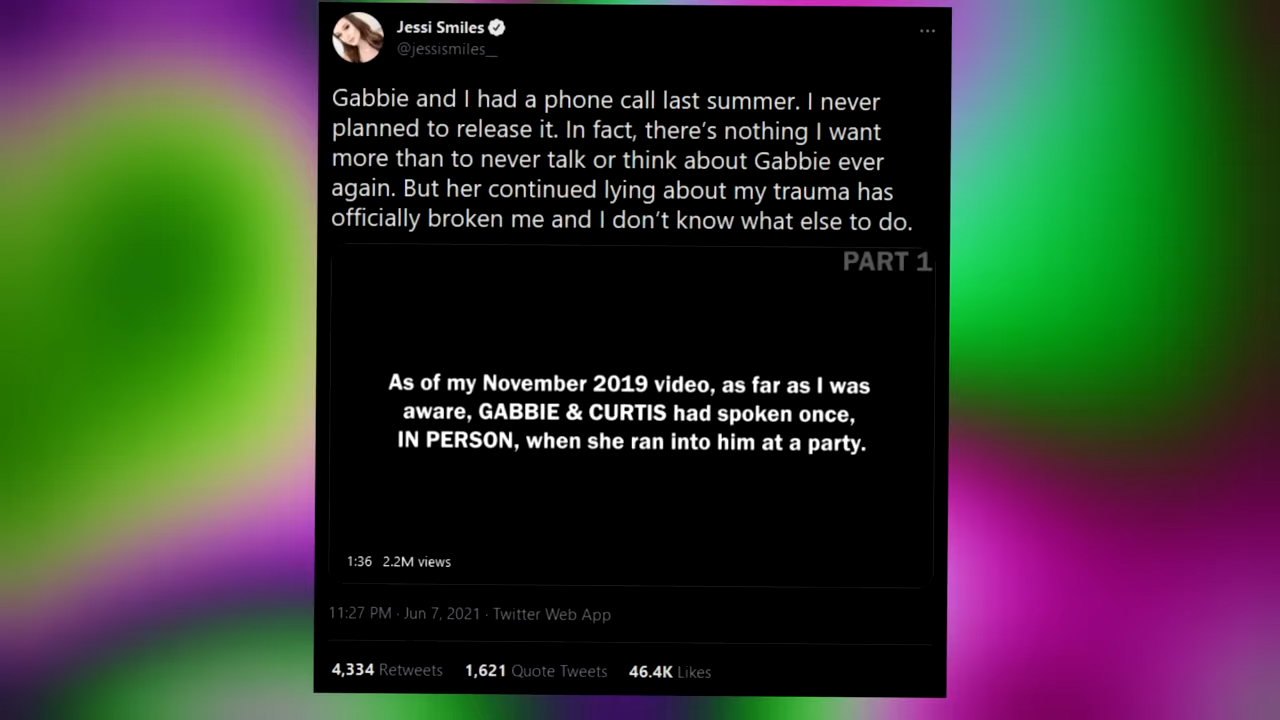 Jessi Smiles
@jessismiles__
Gabbie and I had a phone call last summer. I never
planned to release it. In fact, there's nothing I want
more than to never talk or think about Gabbie ever
again. But her continued lying about my trauma has
officially broken me and I don't know what else to do.
PART 1
As of my November 2019 video, as far as I was
aware, GABBIE & CURTIS had spoken once,
IN PERSON, when she ran into him at a party.
1:36 2.2M views
11:27 PM · Jun 7, 2021 · Twitter Web App
4,334 Retweets 1,621 Quote Tweets 46.4K Likes